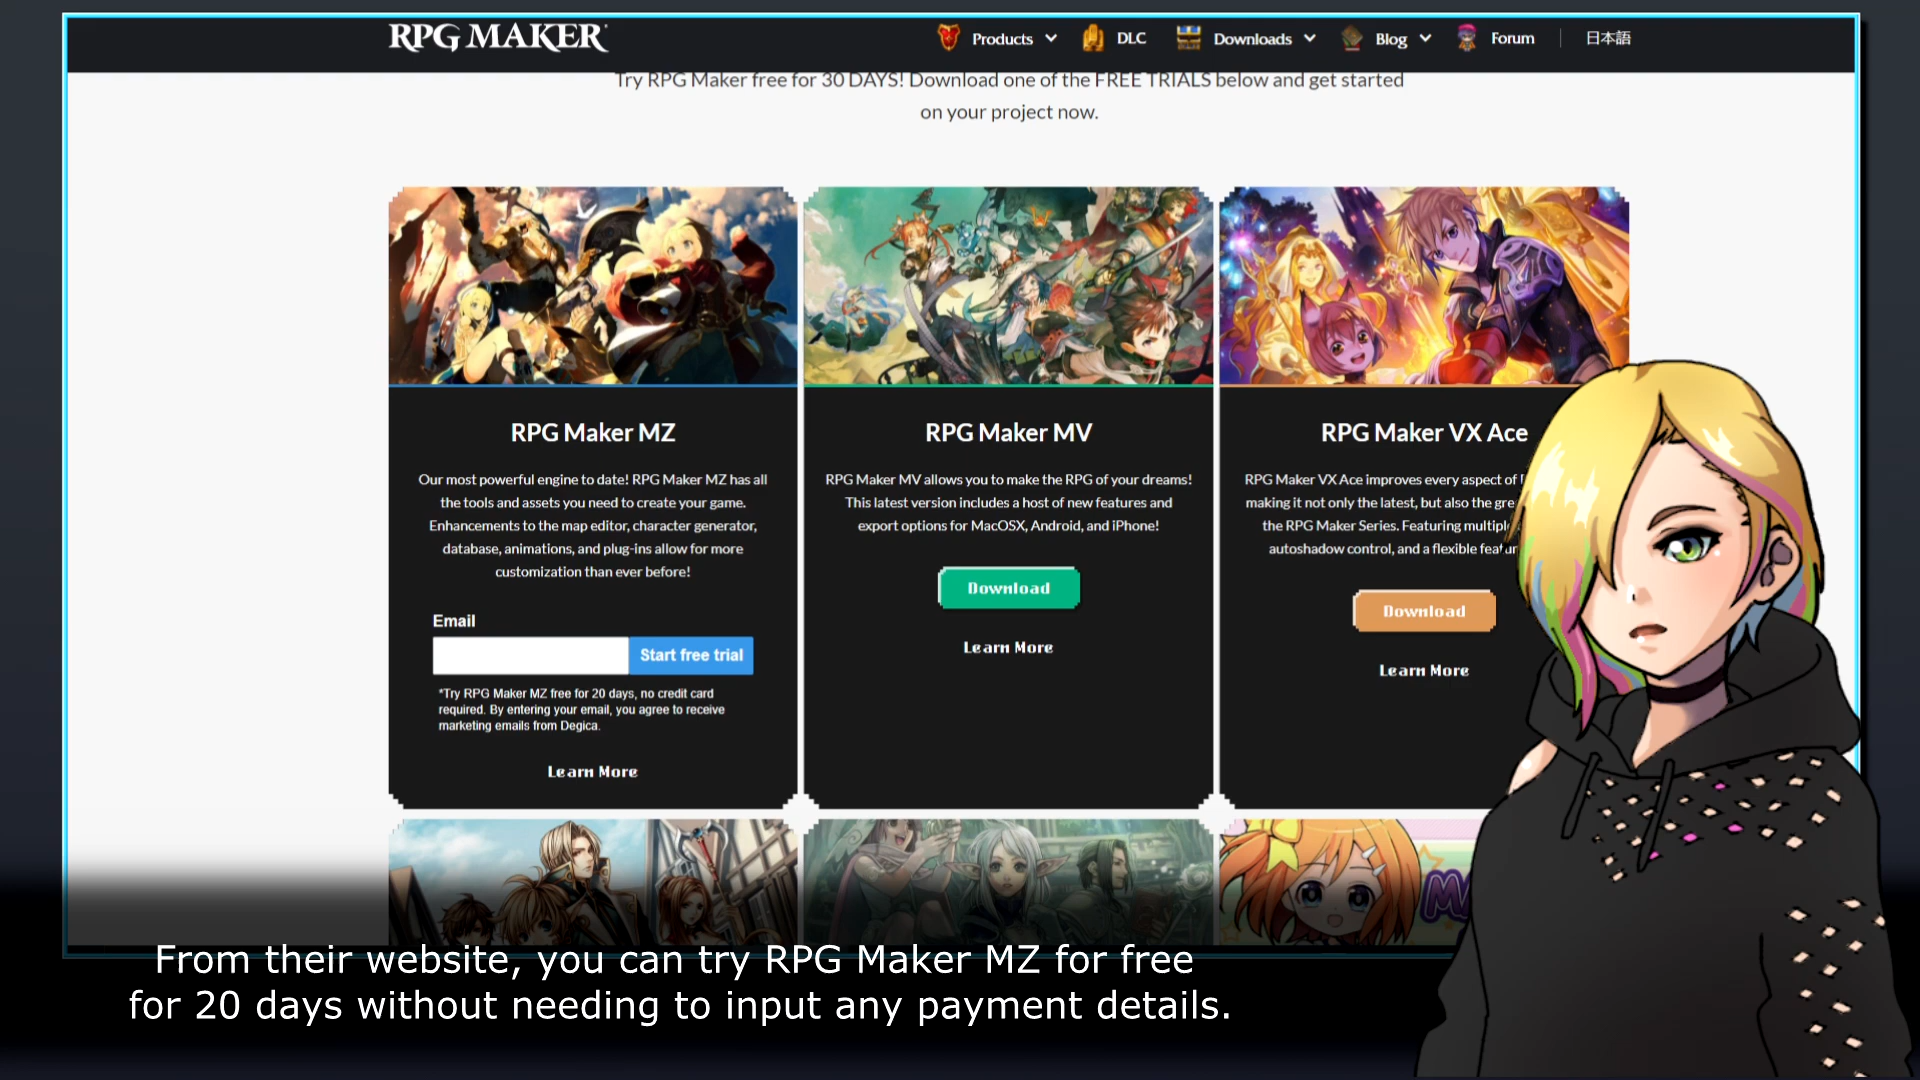 RPG MAKER
Products
DLC
Downloads
Blog
Forum
日本語
Try RPG Maker free for 30 DAYS! Download one of the FREE TRIALS below and get started
on your project now.
RPG Maker MZ
Our most powerful engine to date! RPG Maker MZ has all
the tools and assets you need to create your game.
Enhancements to the map editor, character generator,
database, animations, and plug-ins allow for more
customization than ever before!
Email
Start free trial
*Try RPG Maker MZ free for 20 days, no credit card
required. By entering your email, you agree to receive
marketing emails from Degica.
Learn More
RPG Maker MV
RPG Maker MV allows you to make the RPG of your dreams!
This latest version includes a host of new features and
export options for MacOSX, Android, and iPhone!
Download
Learn More
RPG Maker VX Ace
RPG Maker VX Ace improves every aspect of
making it not only the latest, but also the
the RPG Maker Series. Featuring
autoshadow control, and a flexible
Download
Learn More
From their website, you can try RPG Maker MZ for free
for 20 days without needing to input any payment details.